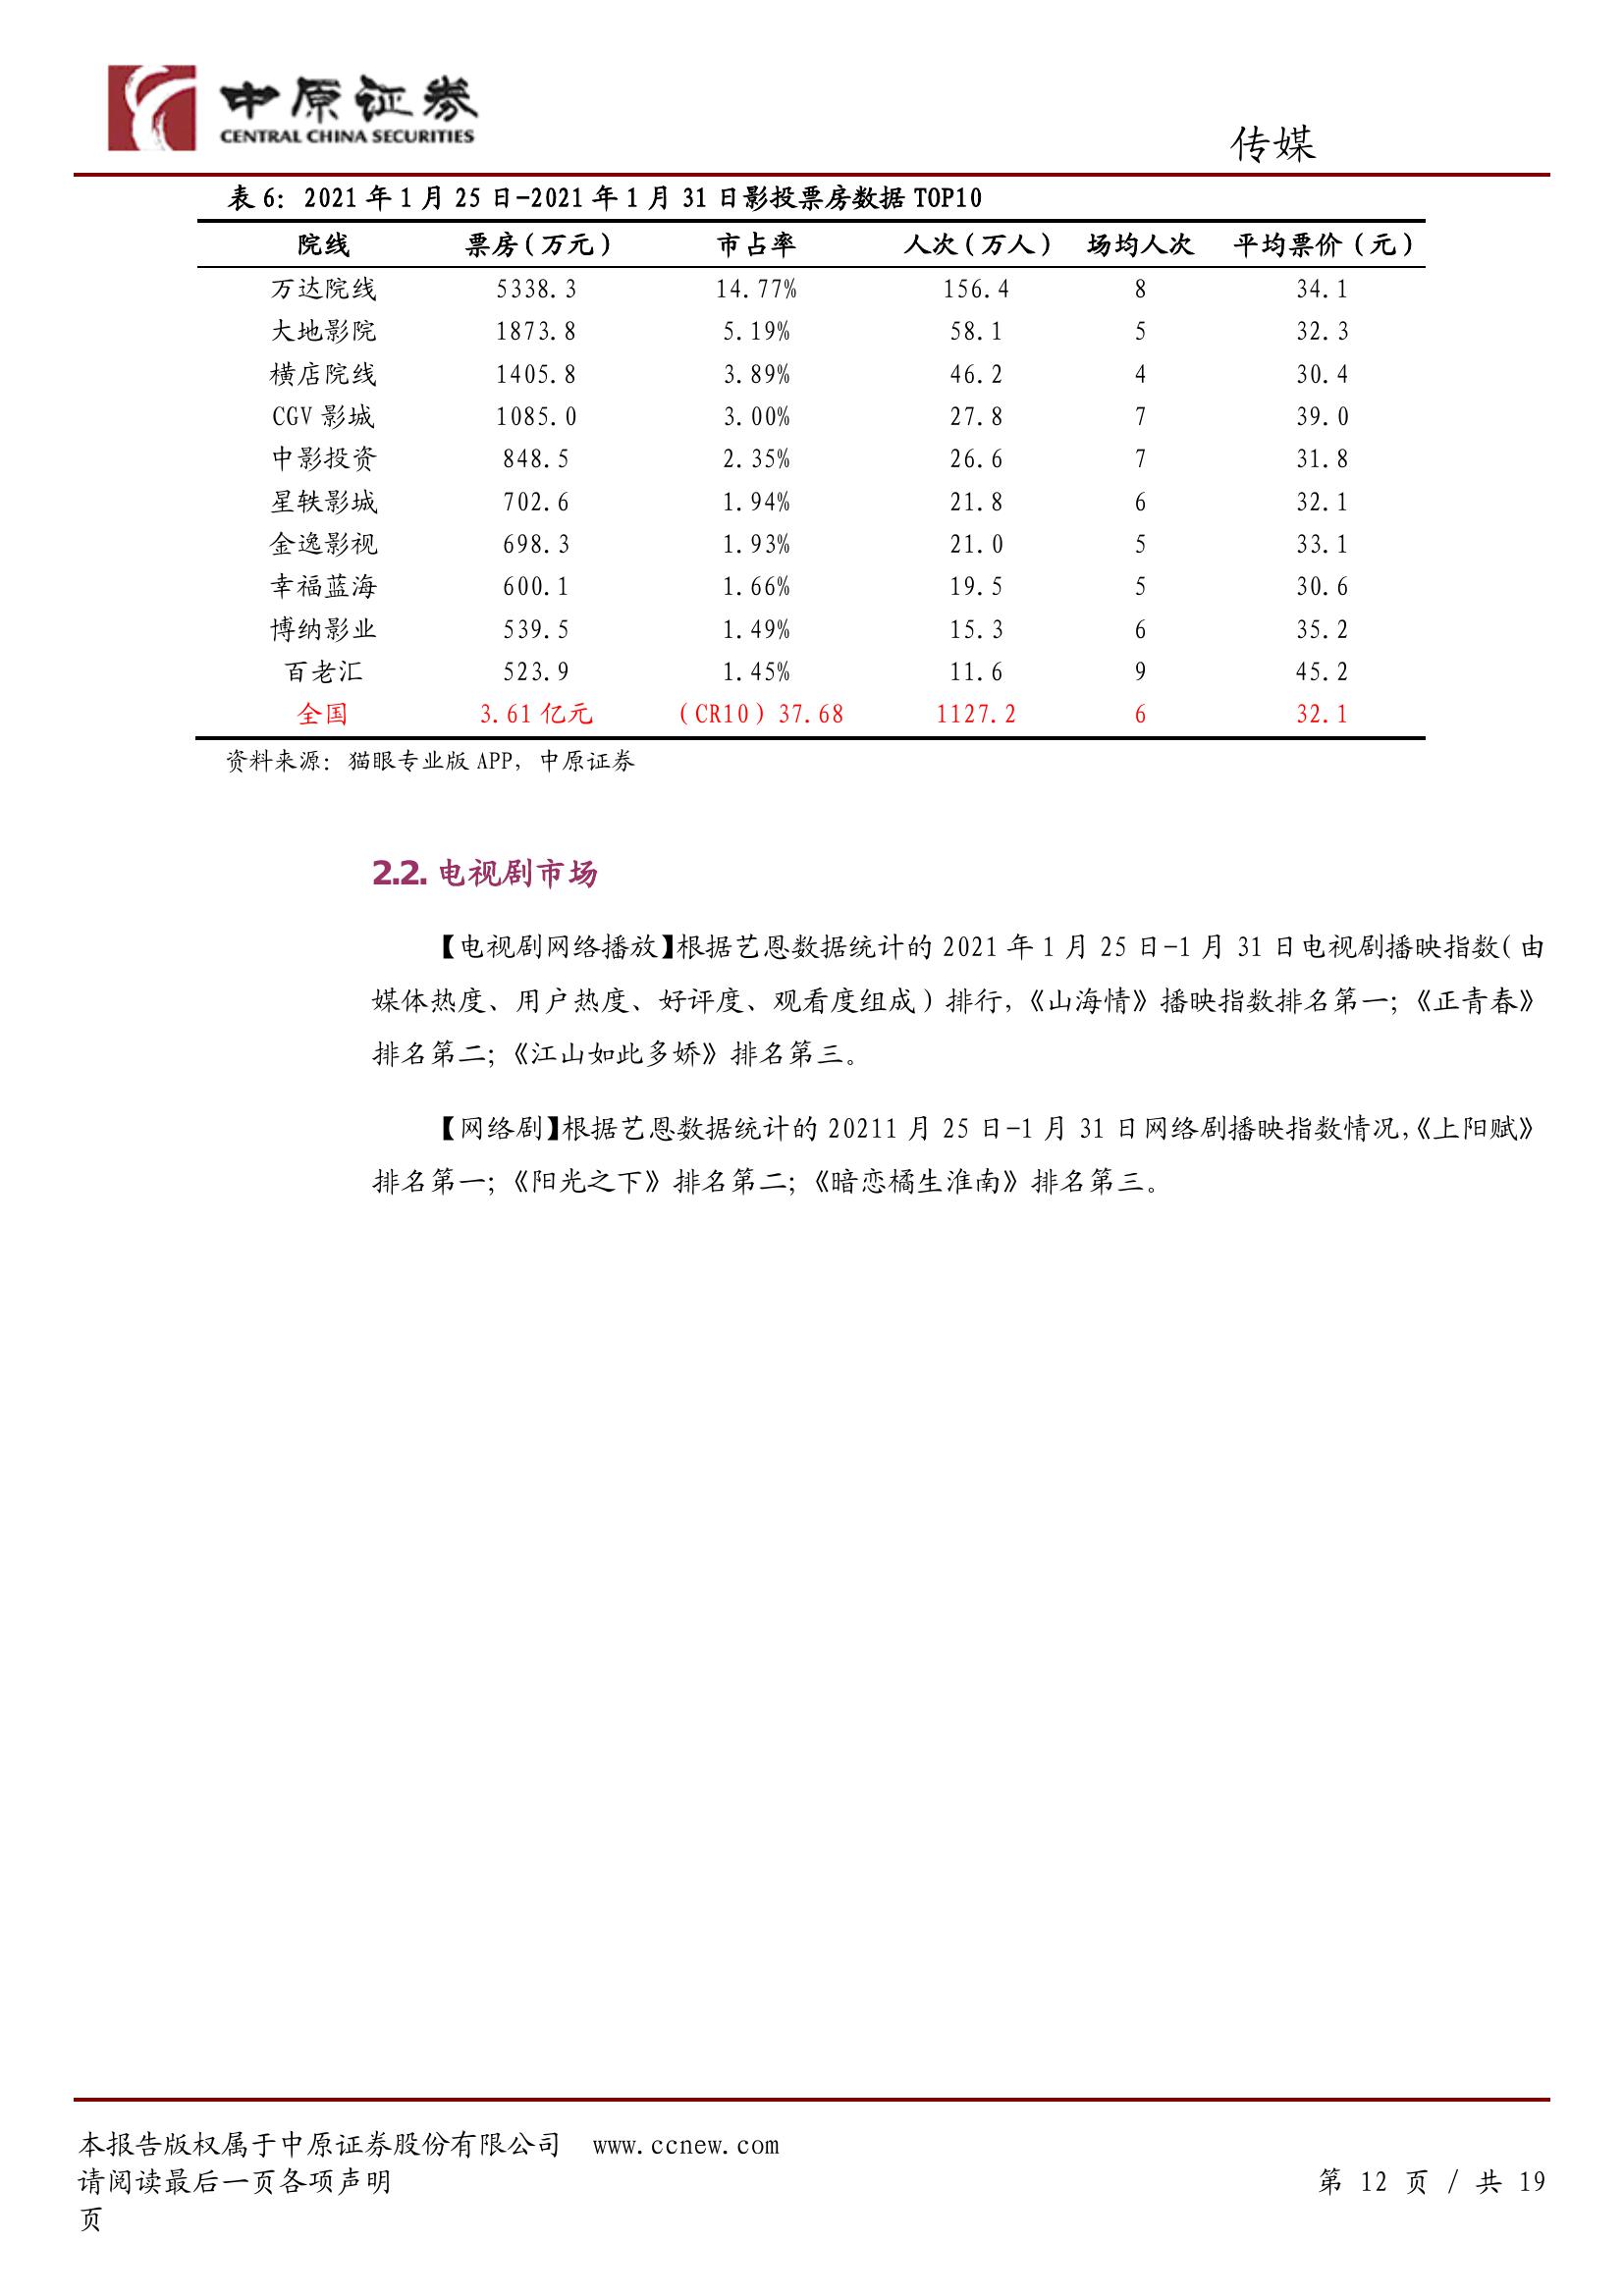 中原证券
CENTRAL CHINA SECURITIES
传媒
表 6：2021 年 1 月 25 日-2021 年 1 月 31 日影投票房数据 TOP10
院线 票房（万元） 市占率 人次（万人） 场均人次 平均票价（元）
万达院线 5338.3 14.77% 156.4 8 34.1
大地影院 1873.8 5.19% 58.1 5 32.3
横店院线 1405.8 3.89% 46.2 4 30.4
CGV 影城 1085.0 3.00% 27.8 7 39.0
中影投资 848.5 2.35% 26.6 7 31.8
星轶影城 702.6 1.94% 21.8 6 32.1
金逸影视 698.3 1.93% 21.0 5 33.1
幸福蓝海 600.1 1.66% 19.5 5 30.6
博纳影业 539.5 1.49% 15.3 6 35.2
百老汇 523.9 1.45% 11.6 9 45.2
全国 3.61 亿元 （CR10）37.68 1127.2 6 32.1
资料来源：猫眼专业版 APP，中原证券
2.2. 电视剧市场
【电视剧网络播放】根据艺恩数据统计的 2021 年 1 月 25 日-1 月 31 日电视剧播映指数（由
媒体热度、用户热度、好评度、观看度组成）排行，《山海情》播映指数排名第一；《正青春》
排名第二；《江山如此多娇》排名第三。
【网络剧】根据艺恩数据统计的 20211 月 25 日-1 月 31 日网络剧播映指数情况，《上阳赋》
排名第一；《阳光之下》排名第二；《暗恋橘生淮南》排名第三。
本报告版权属于中原证券股份有限公司 www.ccnew.com
请阅读最后一页各项声明 第 12 页 / 共 19
页